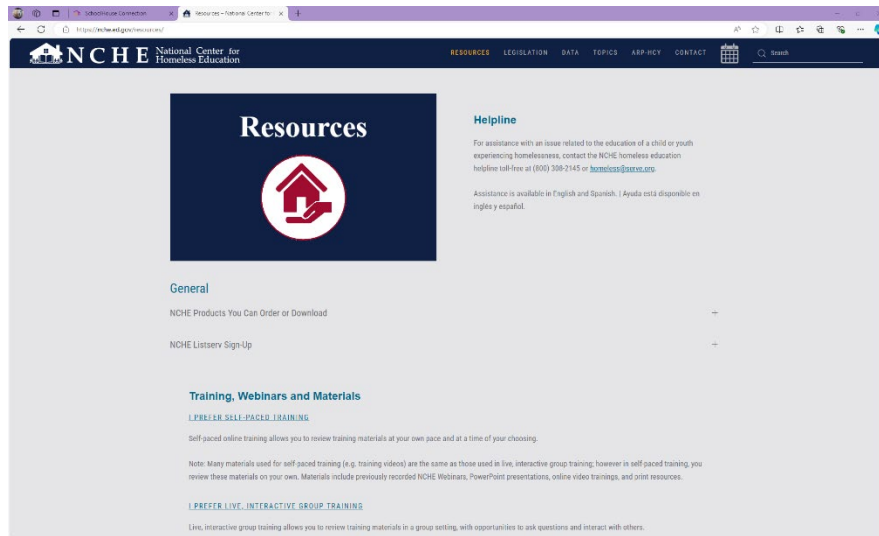 SchoolHouse Connection
Resources – National Center for
https://nche.ed.gov/resources/
NCHE National Center for
Homeless Education
RESOURCES LEGISLATION DATA TOPICS ARP-HCY CONTACT
Search
Resources
Helpline
For assistance with an issue related to the education of a child or youth
experiencing homelessness, contact the NCHE homeless education
helpline toll-free at (800) 308-2145 or homeless@serve.org.
Assistance is available in English and Spanish. | Ayuda está disponible en
inglés y español.
General
NCHE Products You Can Order or Download
NCHE Listserv Sign-Up
Training, Webinars and Materials
I PREFER SELF-PACED TRAINING
Self-paced online training allows you to review training materials at your own pace and at a time of your choosing.
Note: Many materials used for self-paced training (e.g. training videos) are the same as those used in live, interactive group training; however in self-paced training, you
review these materials on your own. Materials include previously recorded NCHE Webinars, PowerPoint presentations, online video trainings, and print resources.
I PREFER LIVE, INTERACTIVE GROUP TRAINING
Live, interactive group training allows you to review training materials in a group setting, with opportunities to ask questions and interact with others.